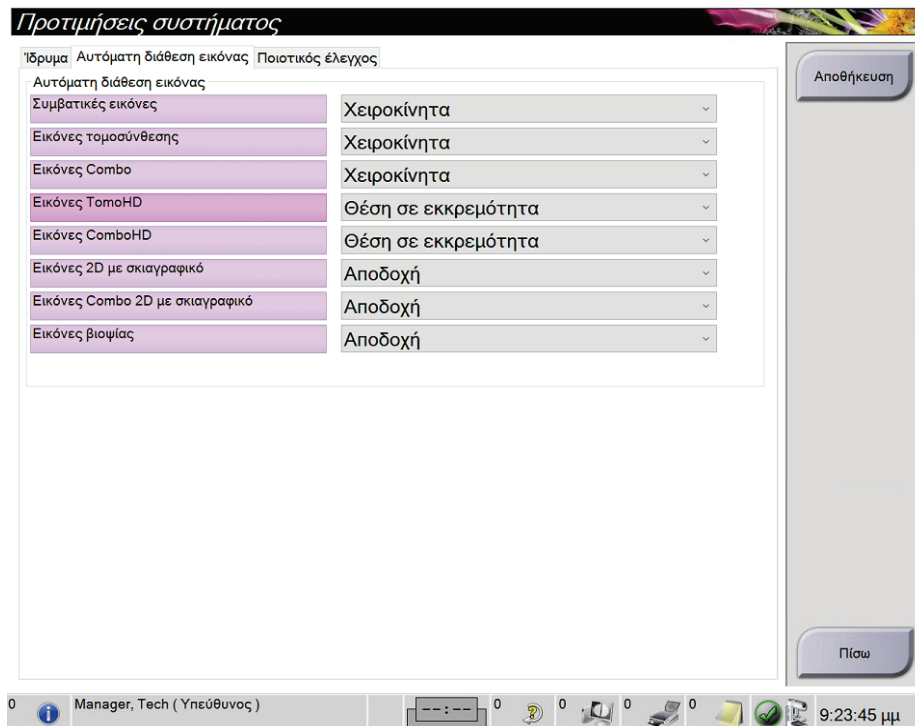 Προτιμήσεις συστήματος
Ίδρυμα Αυτόματη διάθεση εικόνας Ποιοτικός έλεγχος
Αποθήκευση
Αυτόματη διάθεση εικόνας
Συμβατικές εικόνες Χειροκίνητα
Εικόνες τομοσύνθεσης Χειροκίνητα
Εικόνες Combo Χειροκίνητα
Εικόνες TomoHD Θέση σε εκκρεμότητα
Εικόνες ComboHD Θέση σε εκκρεμότητα
Εικόνες 2D με σκιαγραφικό Αποδοχή
Εικόνες Combo 2D με σκιαγραφικό Αποδοχή
Εικόνες βιοψίας Αποδοχή
Πίσω
0 Manager, Tech ( Υπεύθυνος ) --:-- 0 0 0 0 9:23:45 μμ